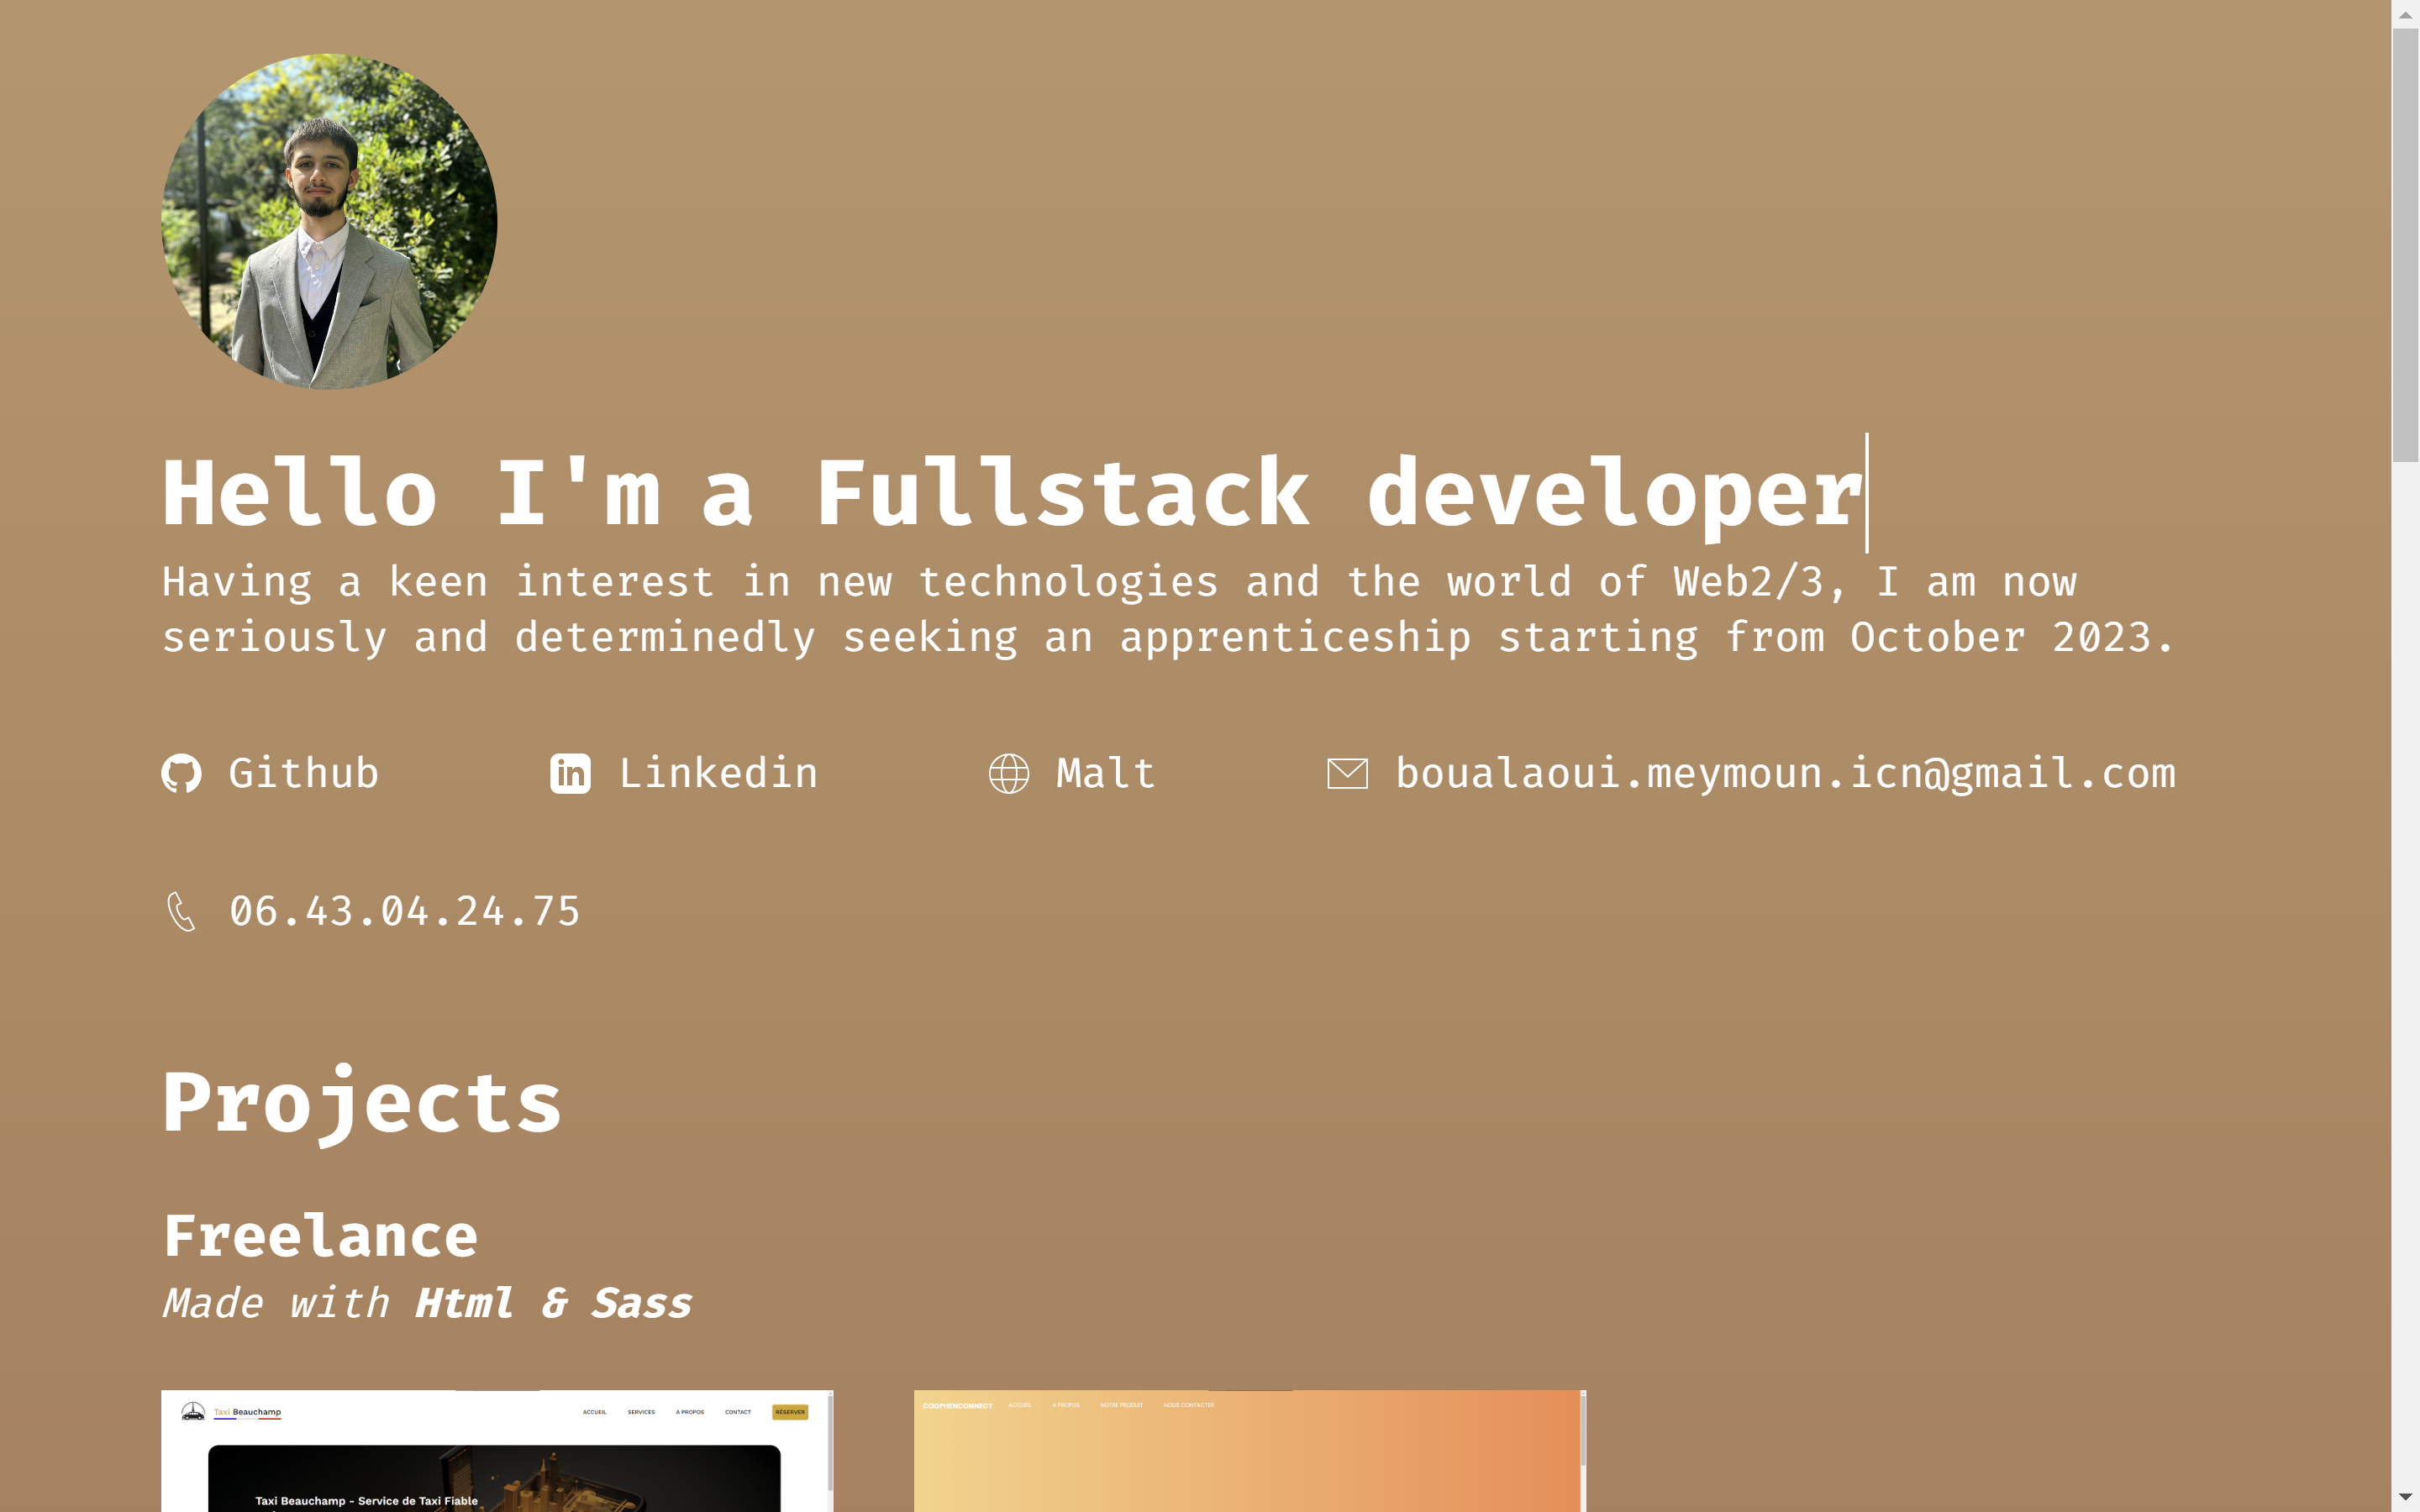 Hello I'm a Fullstack developer
Having a keen interest in new technologies and the world of Web2/3, I am now
seriously and determinedly seeking an apprenticeship starting from October 2023.
Github
Linkedin
Malt
boualaoui.meymoun.icn@gmail.com
06.43.04.24.75
Projects
Freelance
Made with Html & Sass
Taxi Beauchamp
ACCUEIL
SERVICES
A PROPOS
CONTACT
RÉSERVER
Taxi Beauchamp - Service de Taxi Fiable
COOPHENCONNECT
ACCUEIL
A PROPOS
NOTRE PRODUIT
NOUS CONTACTER